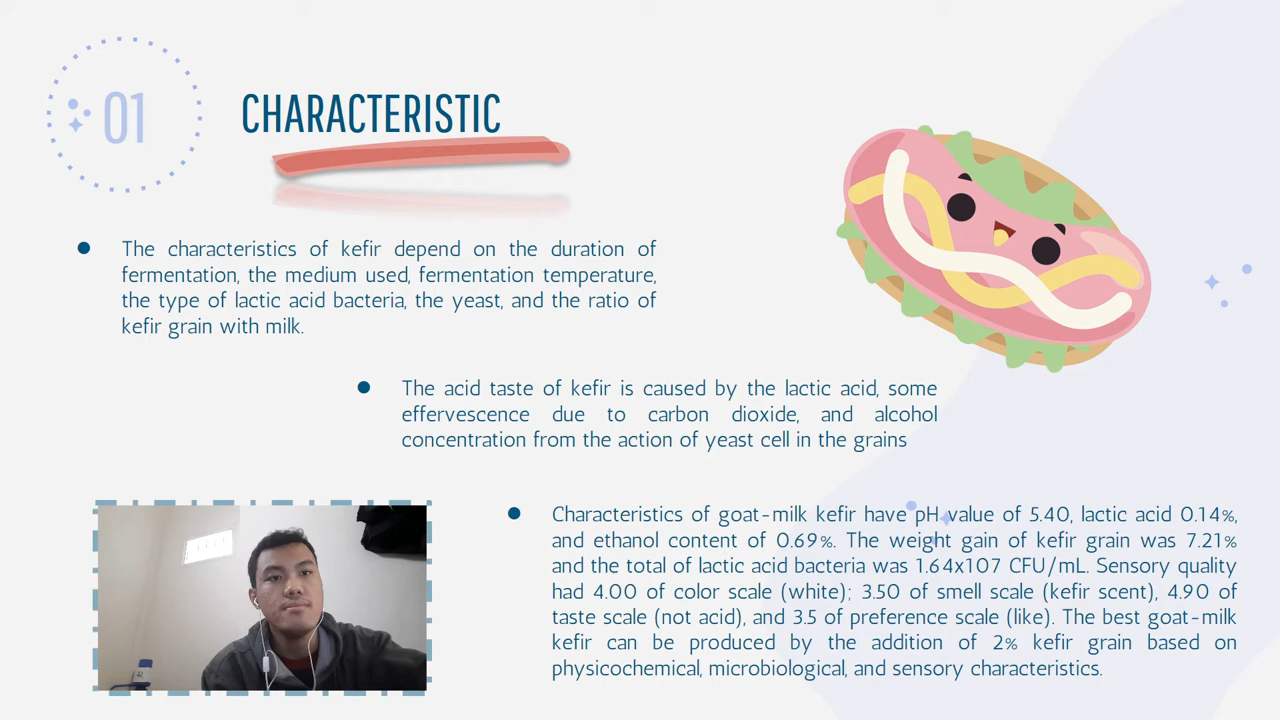 01
CHARACTERISTIC
The characteristics of kefir depend on the duration of
fermentation, the medium used, fermentation temperature,
the type of lactic acid bacteria, the yeast, and the ratio of
kefir grain with milk.
The acid taste of kefir is caused by the lactic acid, some
effervescence due to carbon dioxide, and alcohol
concentration from the action of yeast cell in the grains
Characteristics of goat-milk kefir have pH value of 5.40, lactic acid 0.14%,
and ethanol content of 0.69%. The weight gain of kefir grain was 7.21%
and the total of lactic acid bacteria was 1.64x107 CFU/mL. Sensory quality
had 4.00 of color scale (white); 3.50 of smell scale (kefir scent), 4.90 of
taste scale (not acid), and 3.5 of preference scale (like). The best goat-milk
kefir can be produced by the addition of 2% kefir grain based on
physicochemical, microbiological, and sensory characteristics.